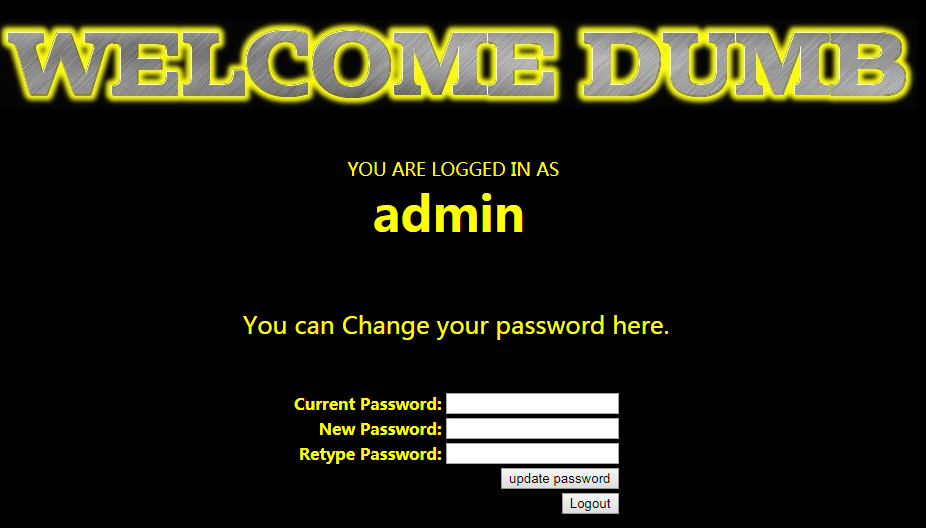 WELCOME DUMB
YOU ARE LOGGED IN AS
admin
You can Change your password here.
Current Password:
New Password:
Retype Password:
update password
Logout